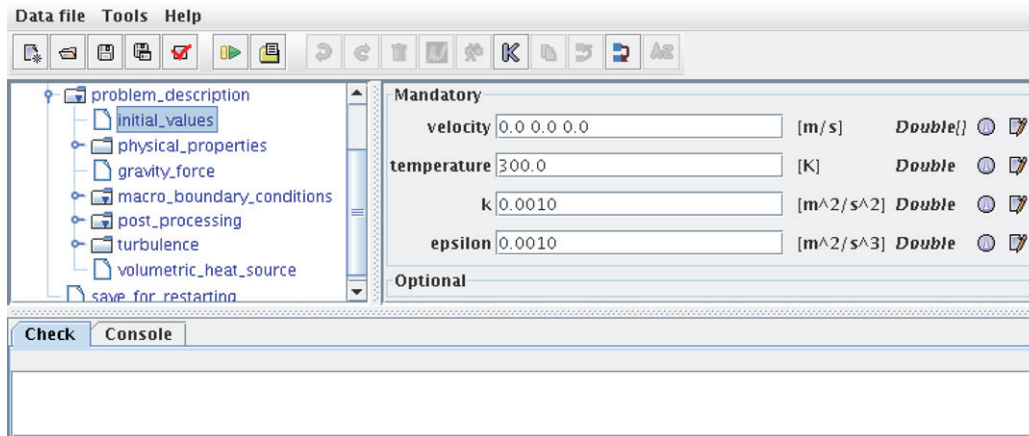 Data file Tools Help
problem_description
initial_values
physical_properties
gravity_force
macro_boundary_conditions
post_processing
turbulence
volumetric_heat_source
save_for_restarting
Mandatory
velocity 0.0 0.0 0.0 [m/s] Double[]
temperature 300.0 [K] Double
k 0.0010 [m^2/s^2] Double
epsilon 0.0010 [m^2/s^3] Double
Optional
Check Console